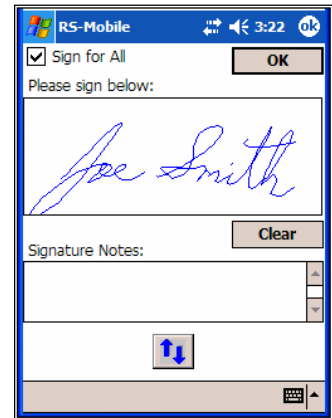 RS-Mobile 3:22 ok
Sign for All OK
Please sign below:
Joe Smith
Clear
Signature Notes: